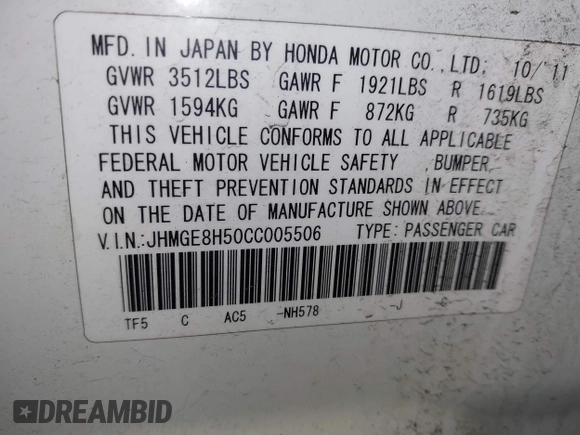 MFD. IN JAPAN BY HONDA MOTOR CO., LTD; 10/'11
GVWR 3512LBS GAWR F 1921LBS R 1619LBS
GVWR 1594KG GAWR F 872KG R 735KG
THIS VEHICLE CONFORMS TO ALL APPLICABLE
FEDERAL MOTOR VEHICLE SAFETY , BUMPER,
AND THEFT PREVENTION STANDARDS IN EFFECT
ON THE DATE OF MANUFACTURE SHOWN ABOVE.
V.I.N.: JHMGE8H50CC005506 TYPE: PASSENGER CAR
TF5 C AC5 -NH578 -J C
DREAMBID